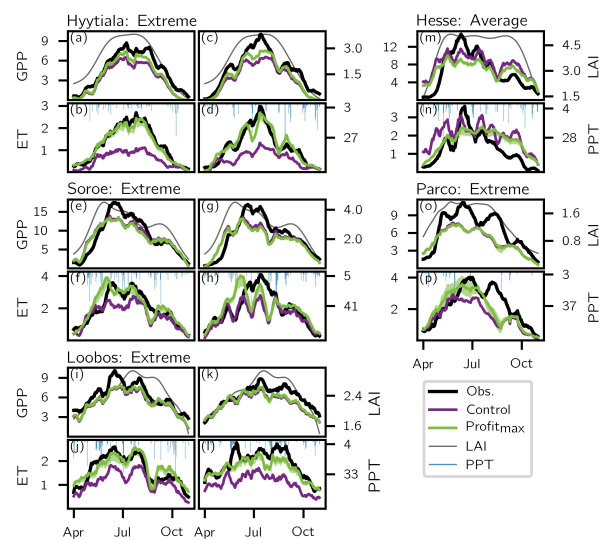 Hyytiala: Extreme
Hesse: Average
(a)
(c)
(m)
GPP
9
6
3
3.0
1.5
12
8
4
4.5
3.0
1.5
LAI
(b)
(d)
(n)
ET
3
2
1
3
27
3
2
1
4
28
PPT
Soroe: Extreme
Parco: Extreme
(e)
(g)
(o)
GPP
15
10
5
4.0
2.0
9
6
3
1.6
0.8
LAI
(f)
(h)
(p)
ET
4
2
5
41
4
2
3
37
PPT
Loobos: Extreme
(i)
(k)
GPP
9
6
3
2.4
1.6
LAI
(j)
(l)
ET
2
1
4
33
PPT
Apr Jul Oct
Apr Jul Oct
Apr Jul Oct
Obs.
Control
Profitmax
LAI
PPT